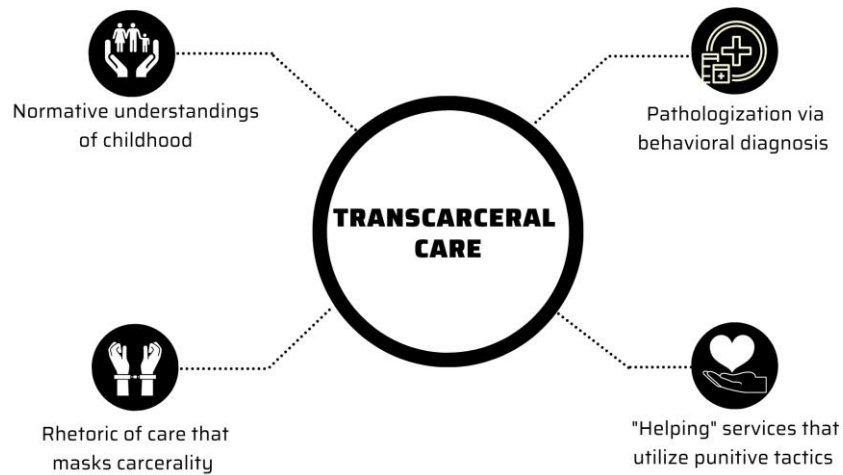 Normative understandings
of childhood
Pathologization via
behavioral diagnosis
TRANSCARCERAL
CARE
Rhetoric of care that
masks carcerality
"Helping" services that
utilize punitive tactics